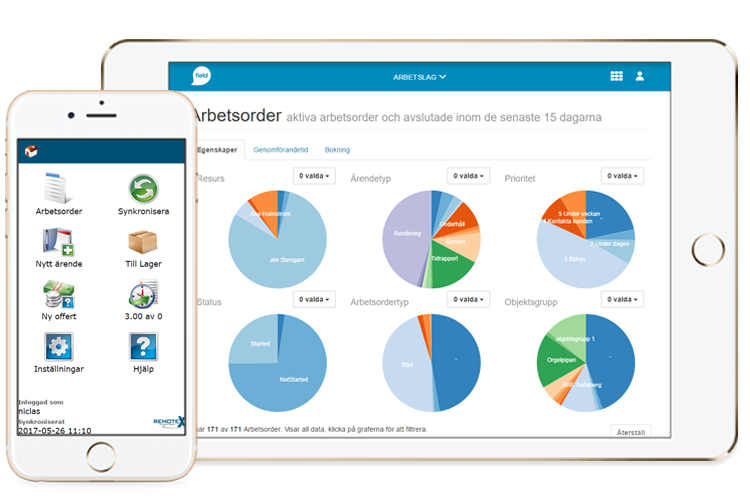 field
ARBETSLAG
Arbetsorder aktiva arbetsorder och avslutade inom de senaste 15 dagarna
Egenskaper Genomförandetid Bokning
Resurs 0 valda
Ärendetyp 0 valda
Prioritet 0 valda
Holmström
Jim Stengam
Underhåll
Rondering
Service
Tidrapport
5 Under veckan
4 Kontakta kunden
2 Under dagen
3 Bokas
Status 0 valda
Arbetsordertyp 0 valda
Objektsgrupp 0 valda
Started
NotStarted
SBA
objektsgrupp 1
Orgelpipan
ar 171 av 171 Arbetsorder. Visar all data, klicka på graferna för att filtrera.
Återställ
Arbetsorder Synkronisera
Nytt ärende Till Lager
Ny offert 3.00 av 0
Inställningar Hjälp
Inloggad som
niclas
Synkroniserat
2017-05-26 11:10
REMOTEX